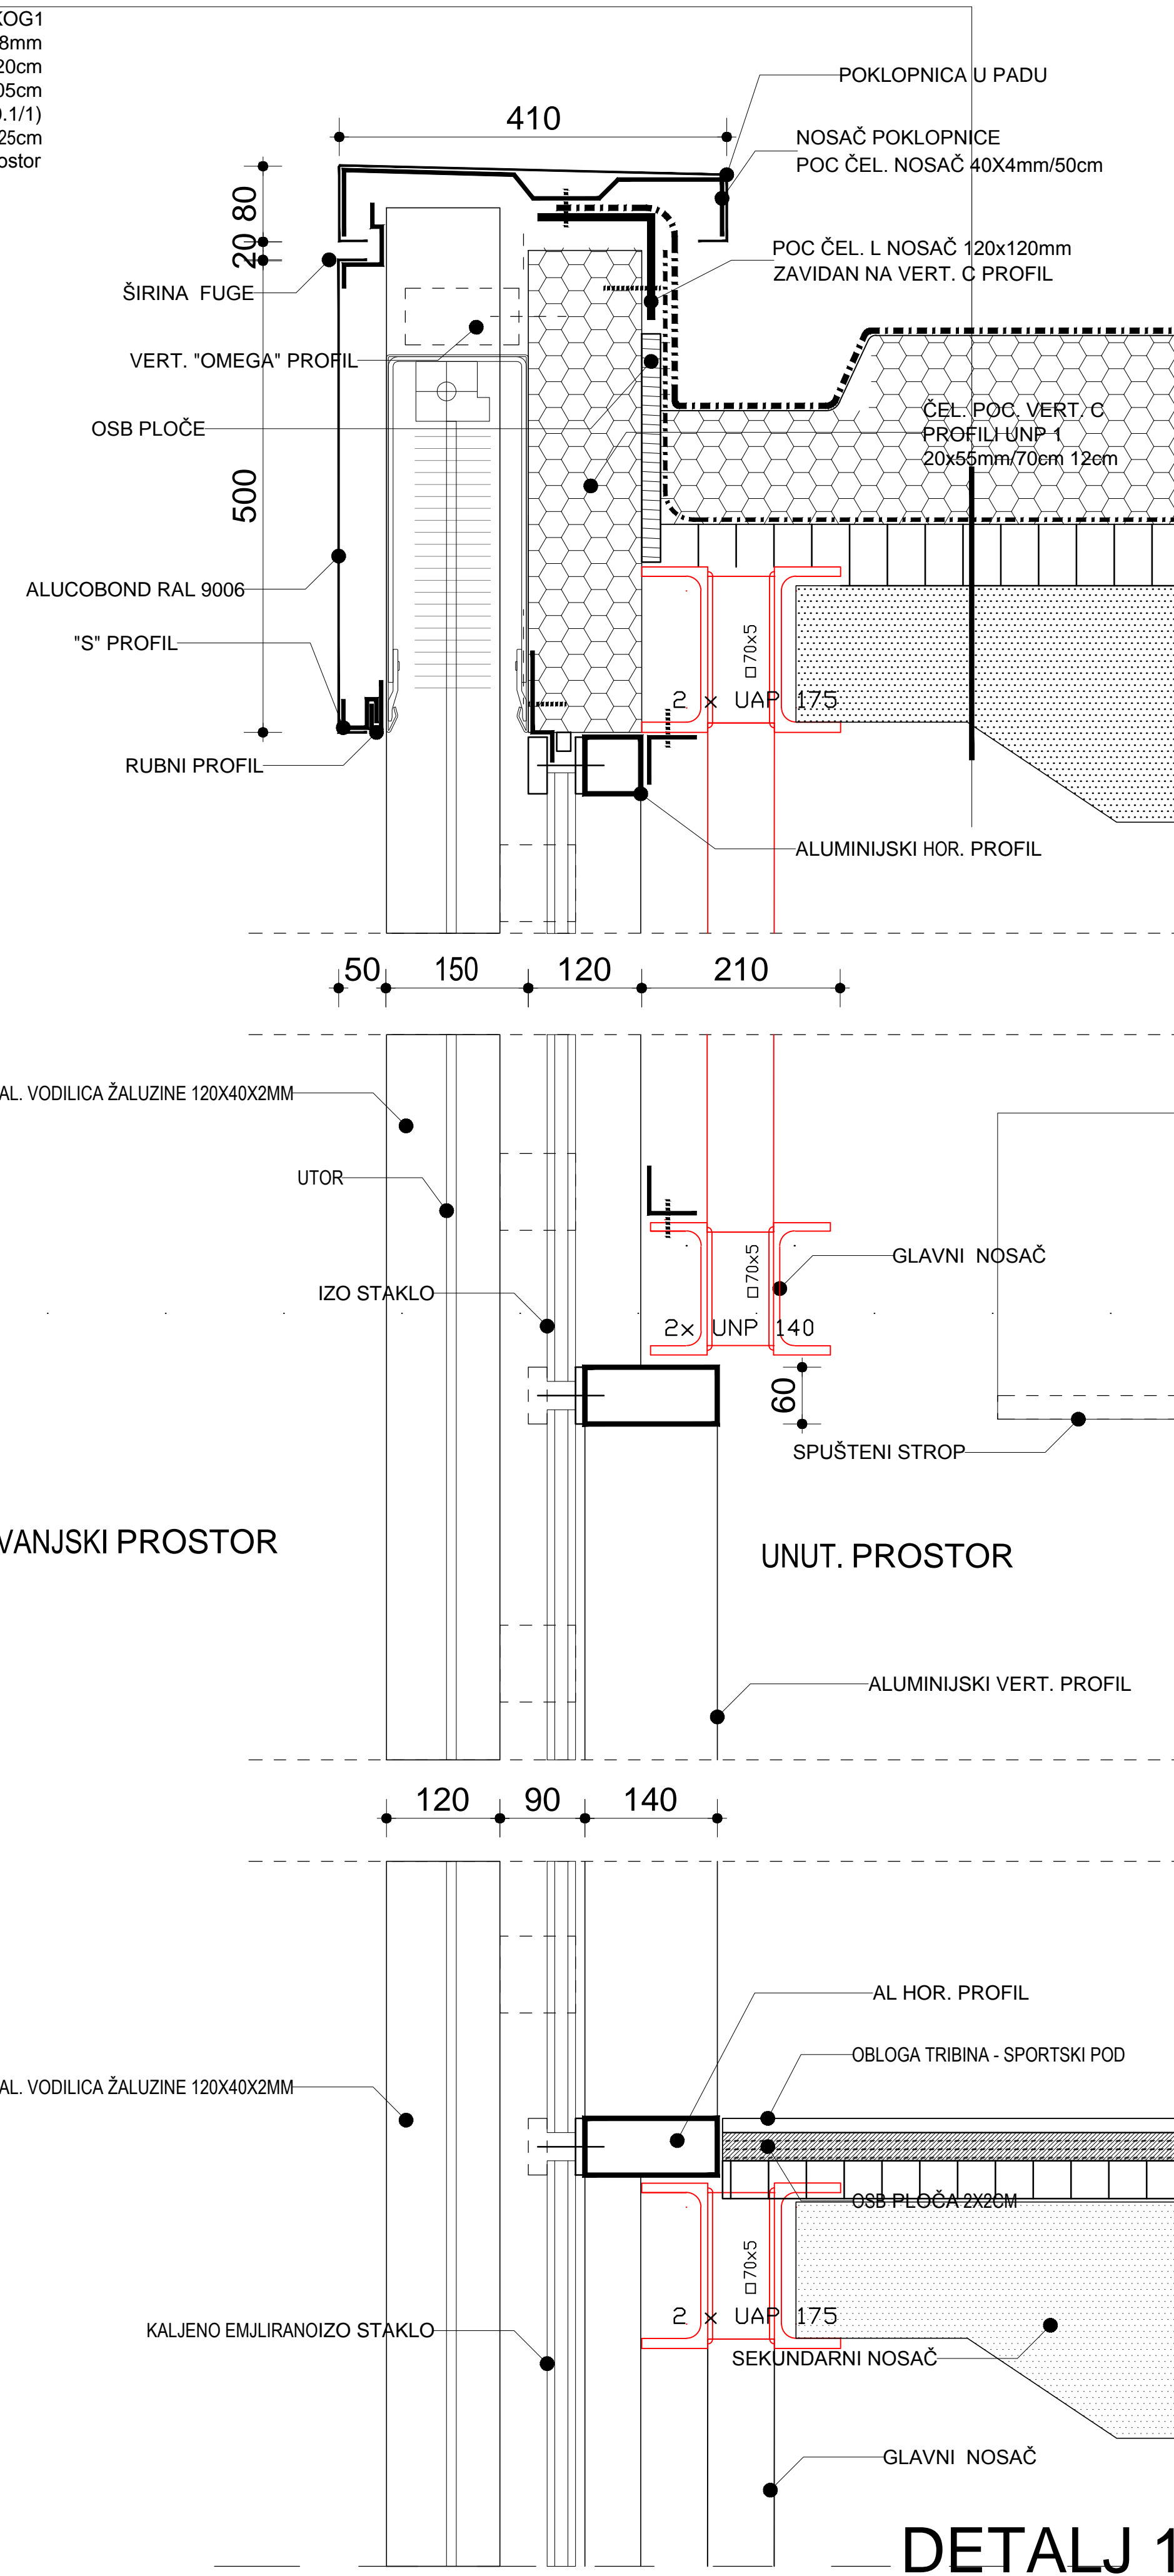 KOG1
8mm
20cm
05cm
0.1/1)
25cm
ostor
POKLOPNICA U PADU
410
NOSAČ POKLOPNICE
POC ČEL. NOSAČ 40X4mm/50cm
80
20
POC ČEL. L NOSAČ 120x120mm
ZAVIDAN NA VERT. C PROFIL
ŠIRINA FUGE
VERT. "OMEGA" PROFIL
OSB PLOČE
ČEL. POC. VERT. C
PROFILI UNP 1
20x55mm/70cm 12cm
500
ALUCOBOND RAL 9006
"S" PROFIL
□ 70x5
2 x UAP 175
RUBNI PROFIL
ALUMINIJSKI HOR. PROFIL
50 150 120 210
AL. VODILICA ŽALUZINE 120X40X2MM
UTOR
GLAVNI NOSAČ
□ 70x5
IZO STAKLO
2x UNP 140
60
SPUŠTENI STROP
VANJSKI PROSTOR
UNUT. PROSTOR
ALUMINIJSKI VERT. PROFIL
120 90 140
AL HOR. PROFIL
OBLOGA TRIBINA - SPORTSKI POD
AL. VODILICA ŽALUZINE 120X40X2MM
OSB PLOČA 2X2CM
□ 70x5
2 x UAP 175
KALJENO EMJLIRANOIZO STAKLO
SEKUNDARNI NOSAČ
GLAVNI NOSAČ
DETALJ 1